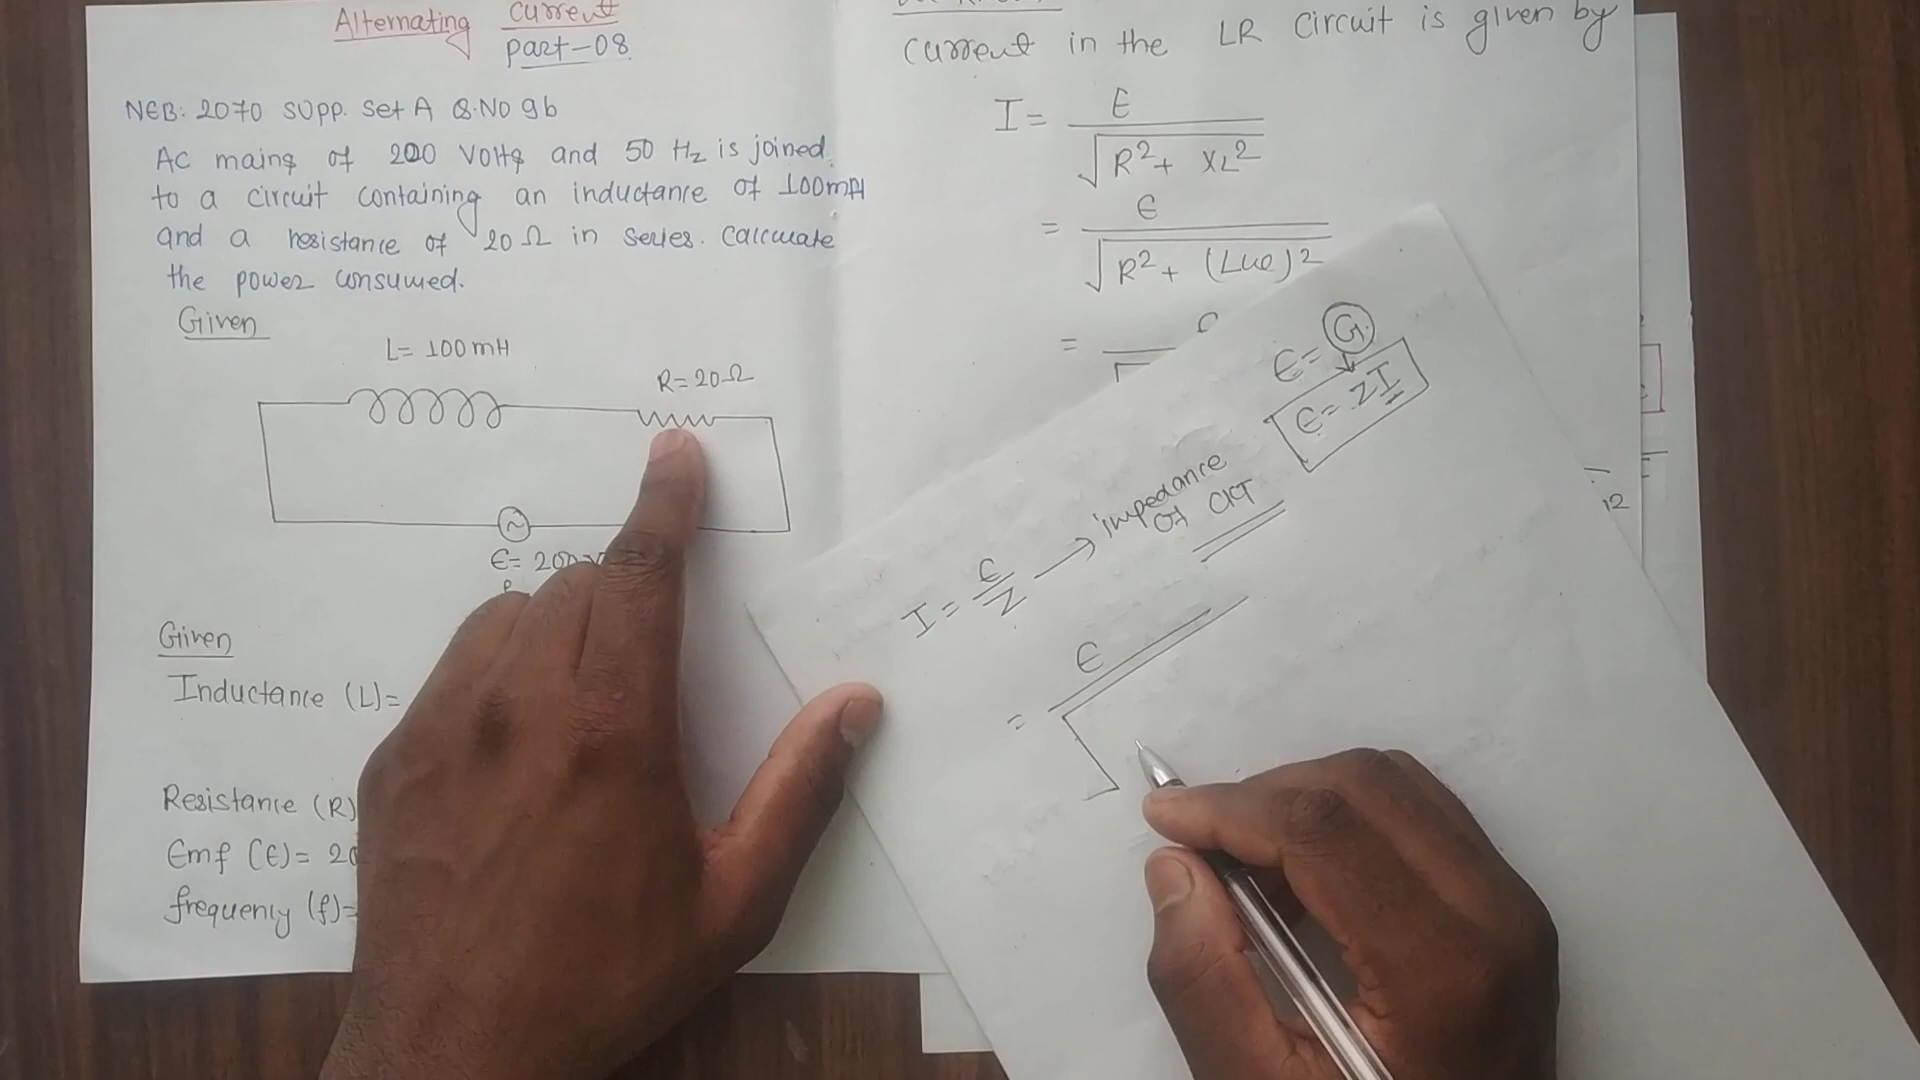 Alternating Current
Part-08
NEB: 2070 Supp. Set A Q.No 9b
AC mains of 200 Volts and 50 Hz is joined
to a circuit containing an inductance of 100mH
and a resistance of 20 Ω in series. Calculate
the power consumed.
Given
L= 100mH
R=20Ω
~
Given
Inductance (L)=
Resistance (R)
Emf (E)= 20
frequency (f)=
Current in the LR circuit is given by
I= E
√R²+ XL²
= E
√R²+ (Lω)²
=
E= G
E= ZI
I= E/Z → impedance
of CKT
= E
12